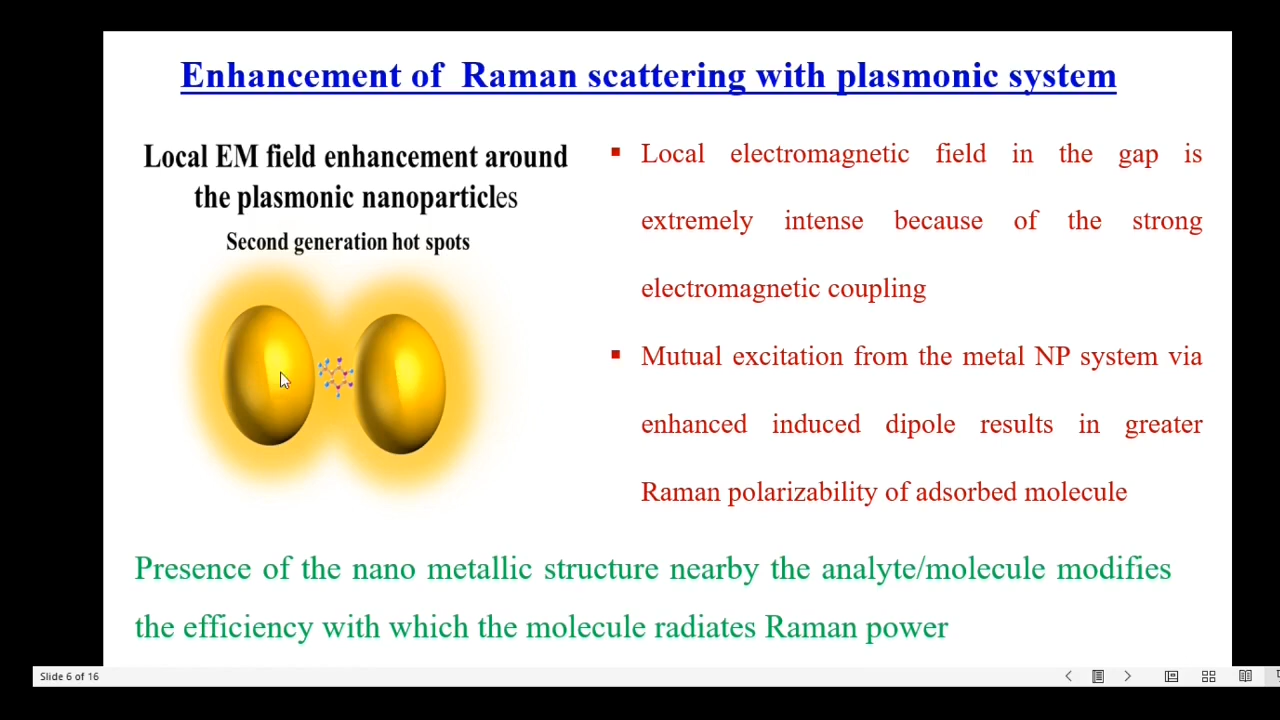 Enhancement of Raman scattering with plasmonic system
Local EM field enhancement around
the plasmonic nanoparticles
Second generation hot spots
▪ Local electromagnetic field in the gap is
extremely intense because of the strong
electromagnetic coupling
▪ Mutual excitation from the metal NP system via
enhanced induced dipole results in greater
Raman polarizability of adsorbed molecule
Presence of the nano metallic structure nearby the analyte/molecule modifies
the efficiency with which the molecule radiates Raman power
Slide 6 of 16